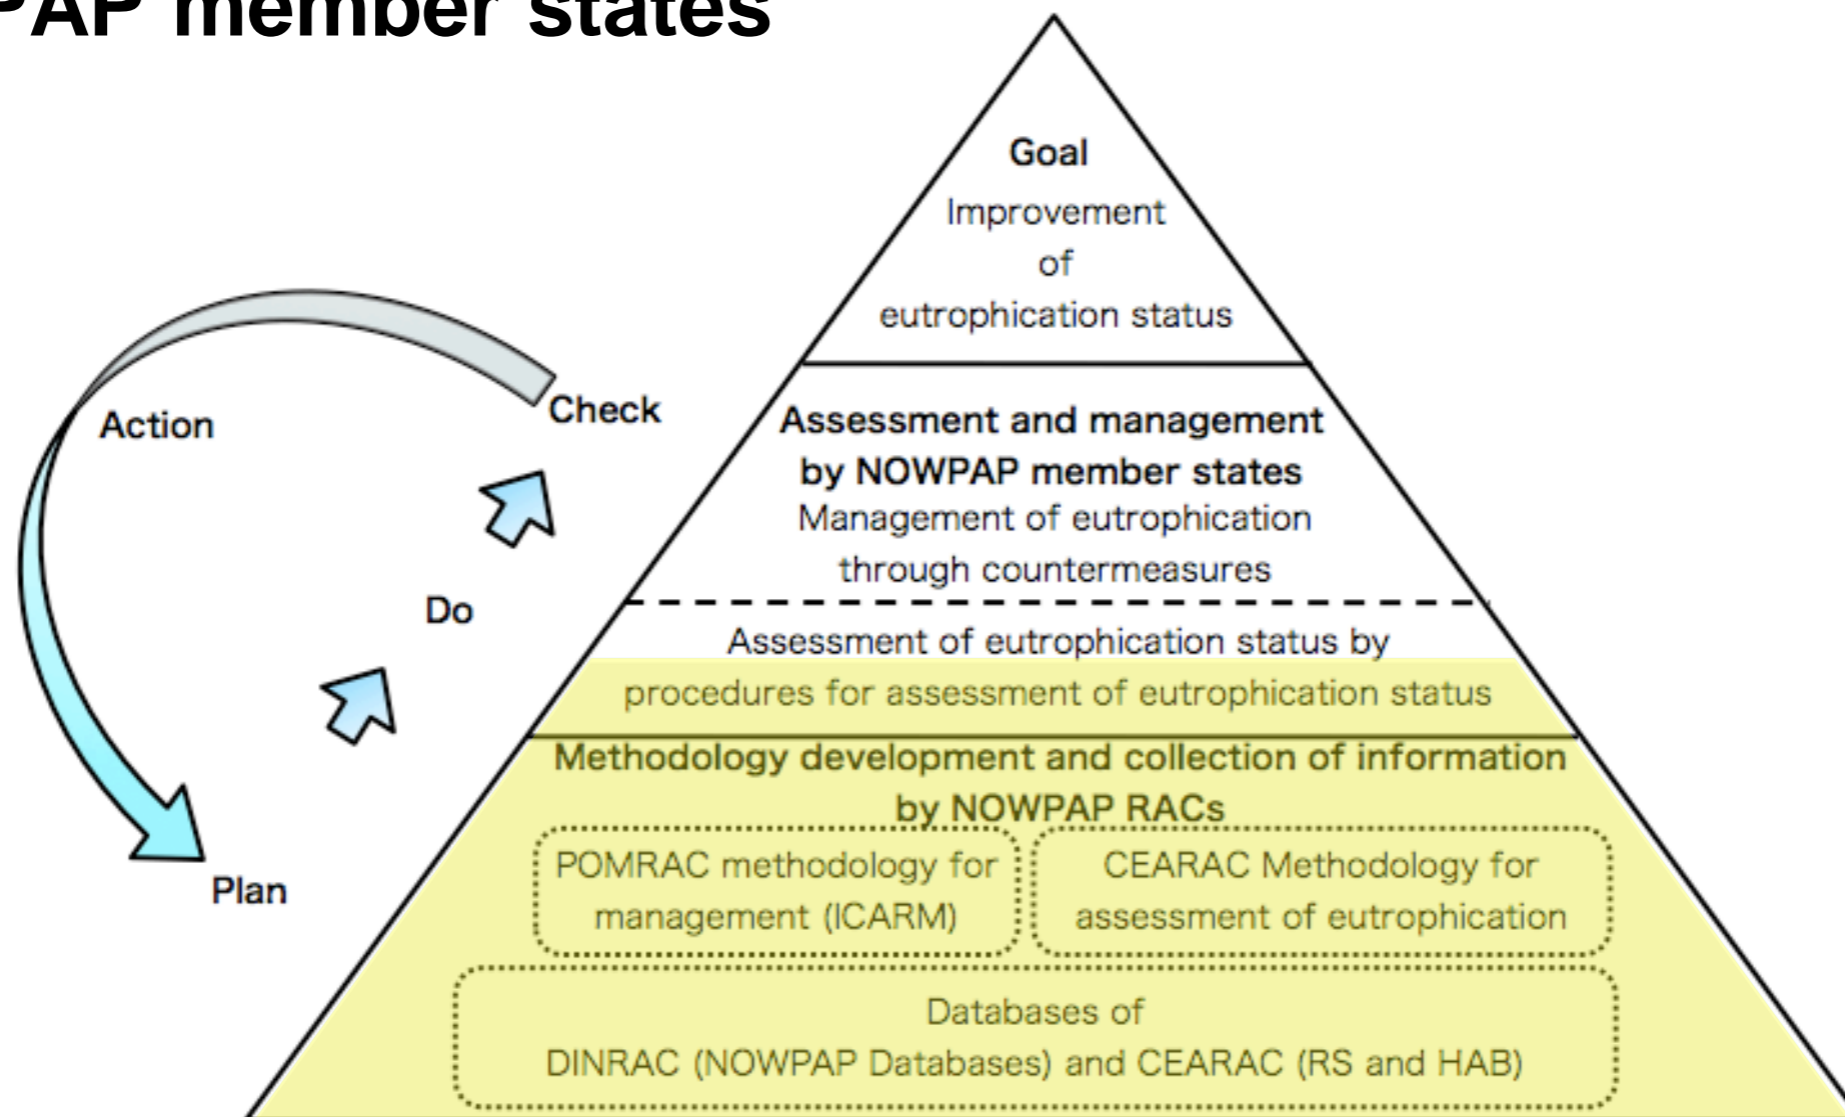 PAP member states
Goal
Improvement
of
eutrophication status
Assessment and management
by NOWPAP member states
Management of eutrophication
through countermeasures
Assessment of eutrophication status by
procedures for assessment of eutrophication status
Methodology development and collection of information
by NOWPAP RACs
POMRAC methodology for
management (ICARM)
CEARAC Methodology for
assessment of eutrophication
Databases of
DINRAC (NOWPAP Databases) and CEARAC (RS and HAB)
Action
Check
Do
Plan